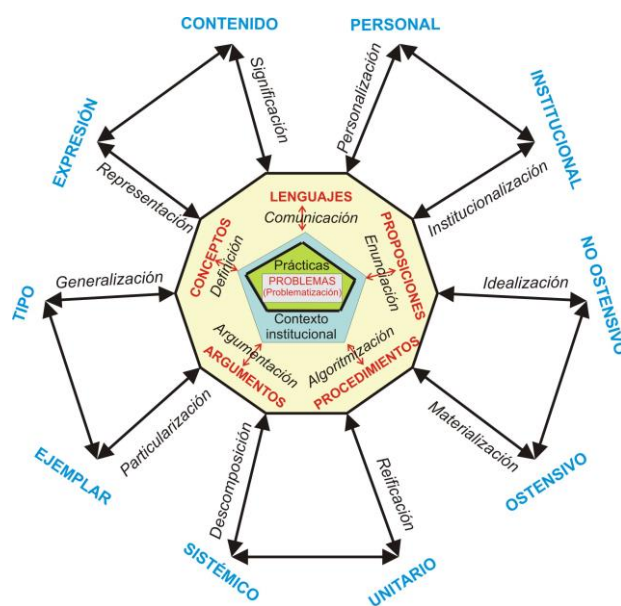 CONTENIDO
PERSONAL
EXPRESIÓN
Significación
Personalización
INSTITUCIONAL
Representación
Institucionalización
LENGUAJES
Comunicación
CONCEPTOS
Definición
PROPOSICIONES
Enunciación
Prácticas
PROBLEMAS
(Problematización)
Contexto
institucional
TIPO
Generalización
Idealización
NO OSTENSIVO
Argumentación
ARGUMENTOS
Algoritmización
PROCEDIMIENTOS
EJEMPLAR
Particularización
Materialización
OSTENSIVO
Descomposición
Reificación
SISTÉMICO
UNITARIO